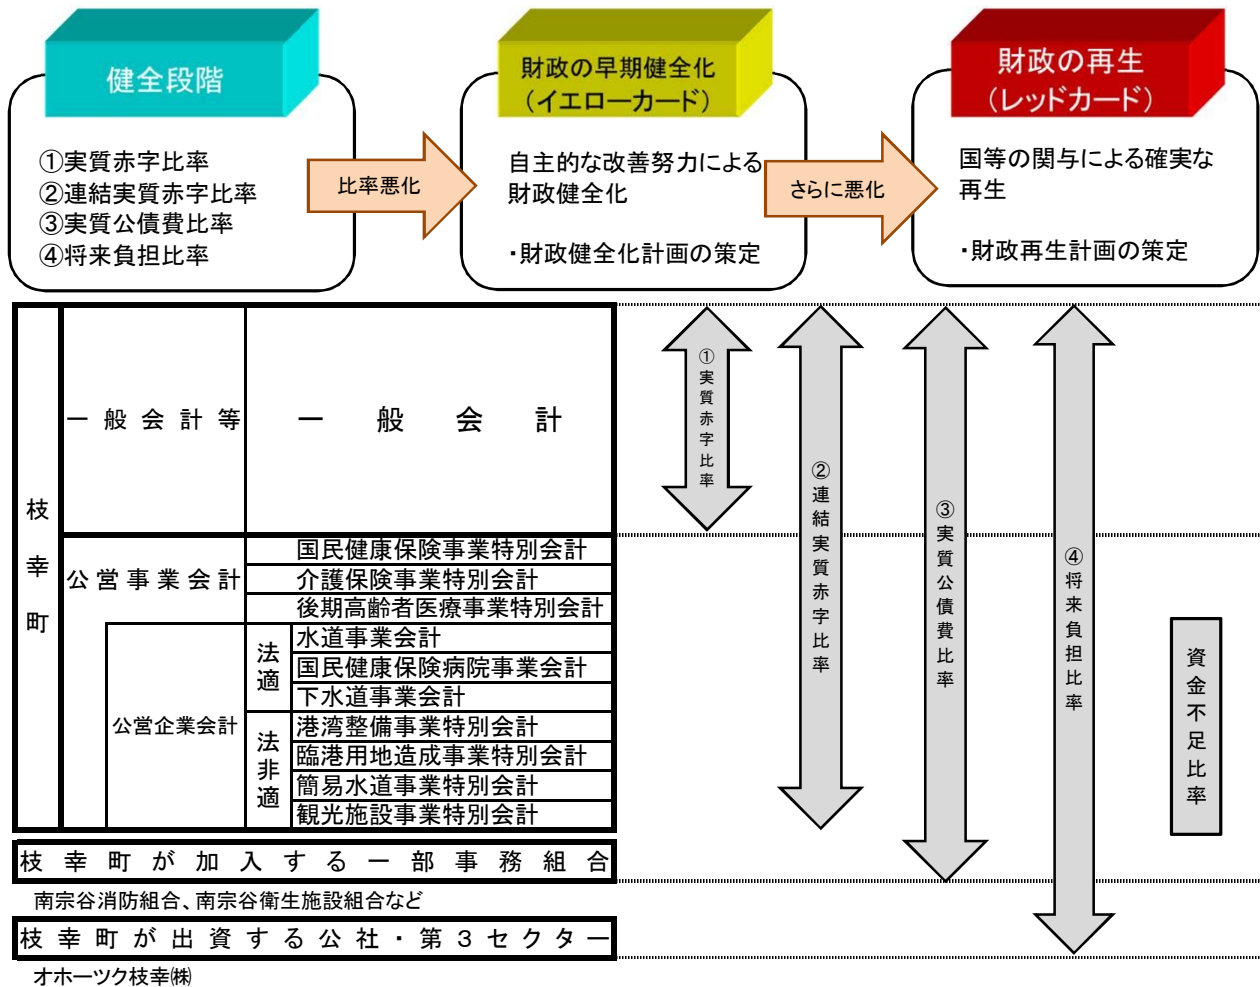 健全段階
①実質赤字比率
②連結実質赤字比率
③実質公債費比率
④将来負担比率
比率悪化
財政の早期健全化
（イエローカード）
自主的な改善努力による
財政健全化
・財政健全化計画の策定
さらに悪化
財政の再生
（レッドカード）
国等の関与による確実な
再生
・財政再生計画の策定
枝幸町
一般会計等
一般会計
公営事業会計
国民健康保険事業特別会計
介護保険事業特別会計
後期高齢者医療事業特別会計
公営企業会計
法適
水道事業会計
国民健康保険病院事業会計
下水道事業会計
法非適
港湾整備事業特別会計
臨港用地造成事業特別会計
簡易水道事業特別会計
観光施設事業特別会計
①実質赤字比率
②連結実質赤字比率
③実質公債費比率
④将来負担比率
資金不足比率
枝幸町が加入する一部事務組合
南宗谷消防組合、南宗谷衛生施設組合など
枝幸町が出資する公社・第３セクター
オホーツク枝幸㈱